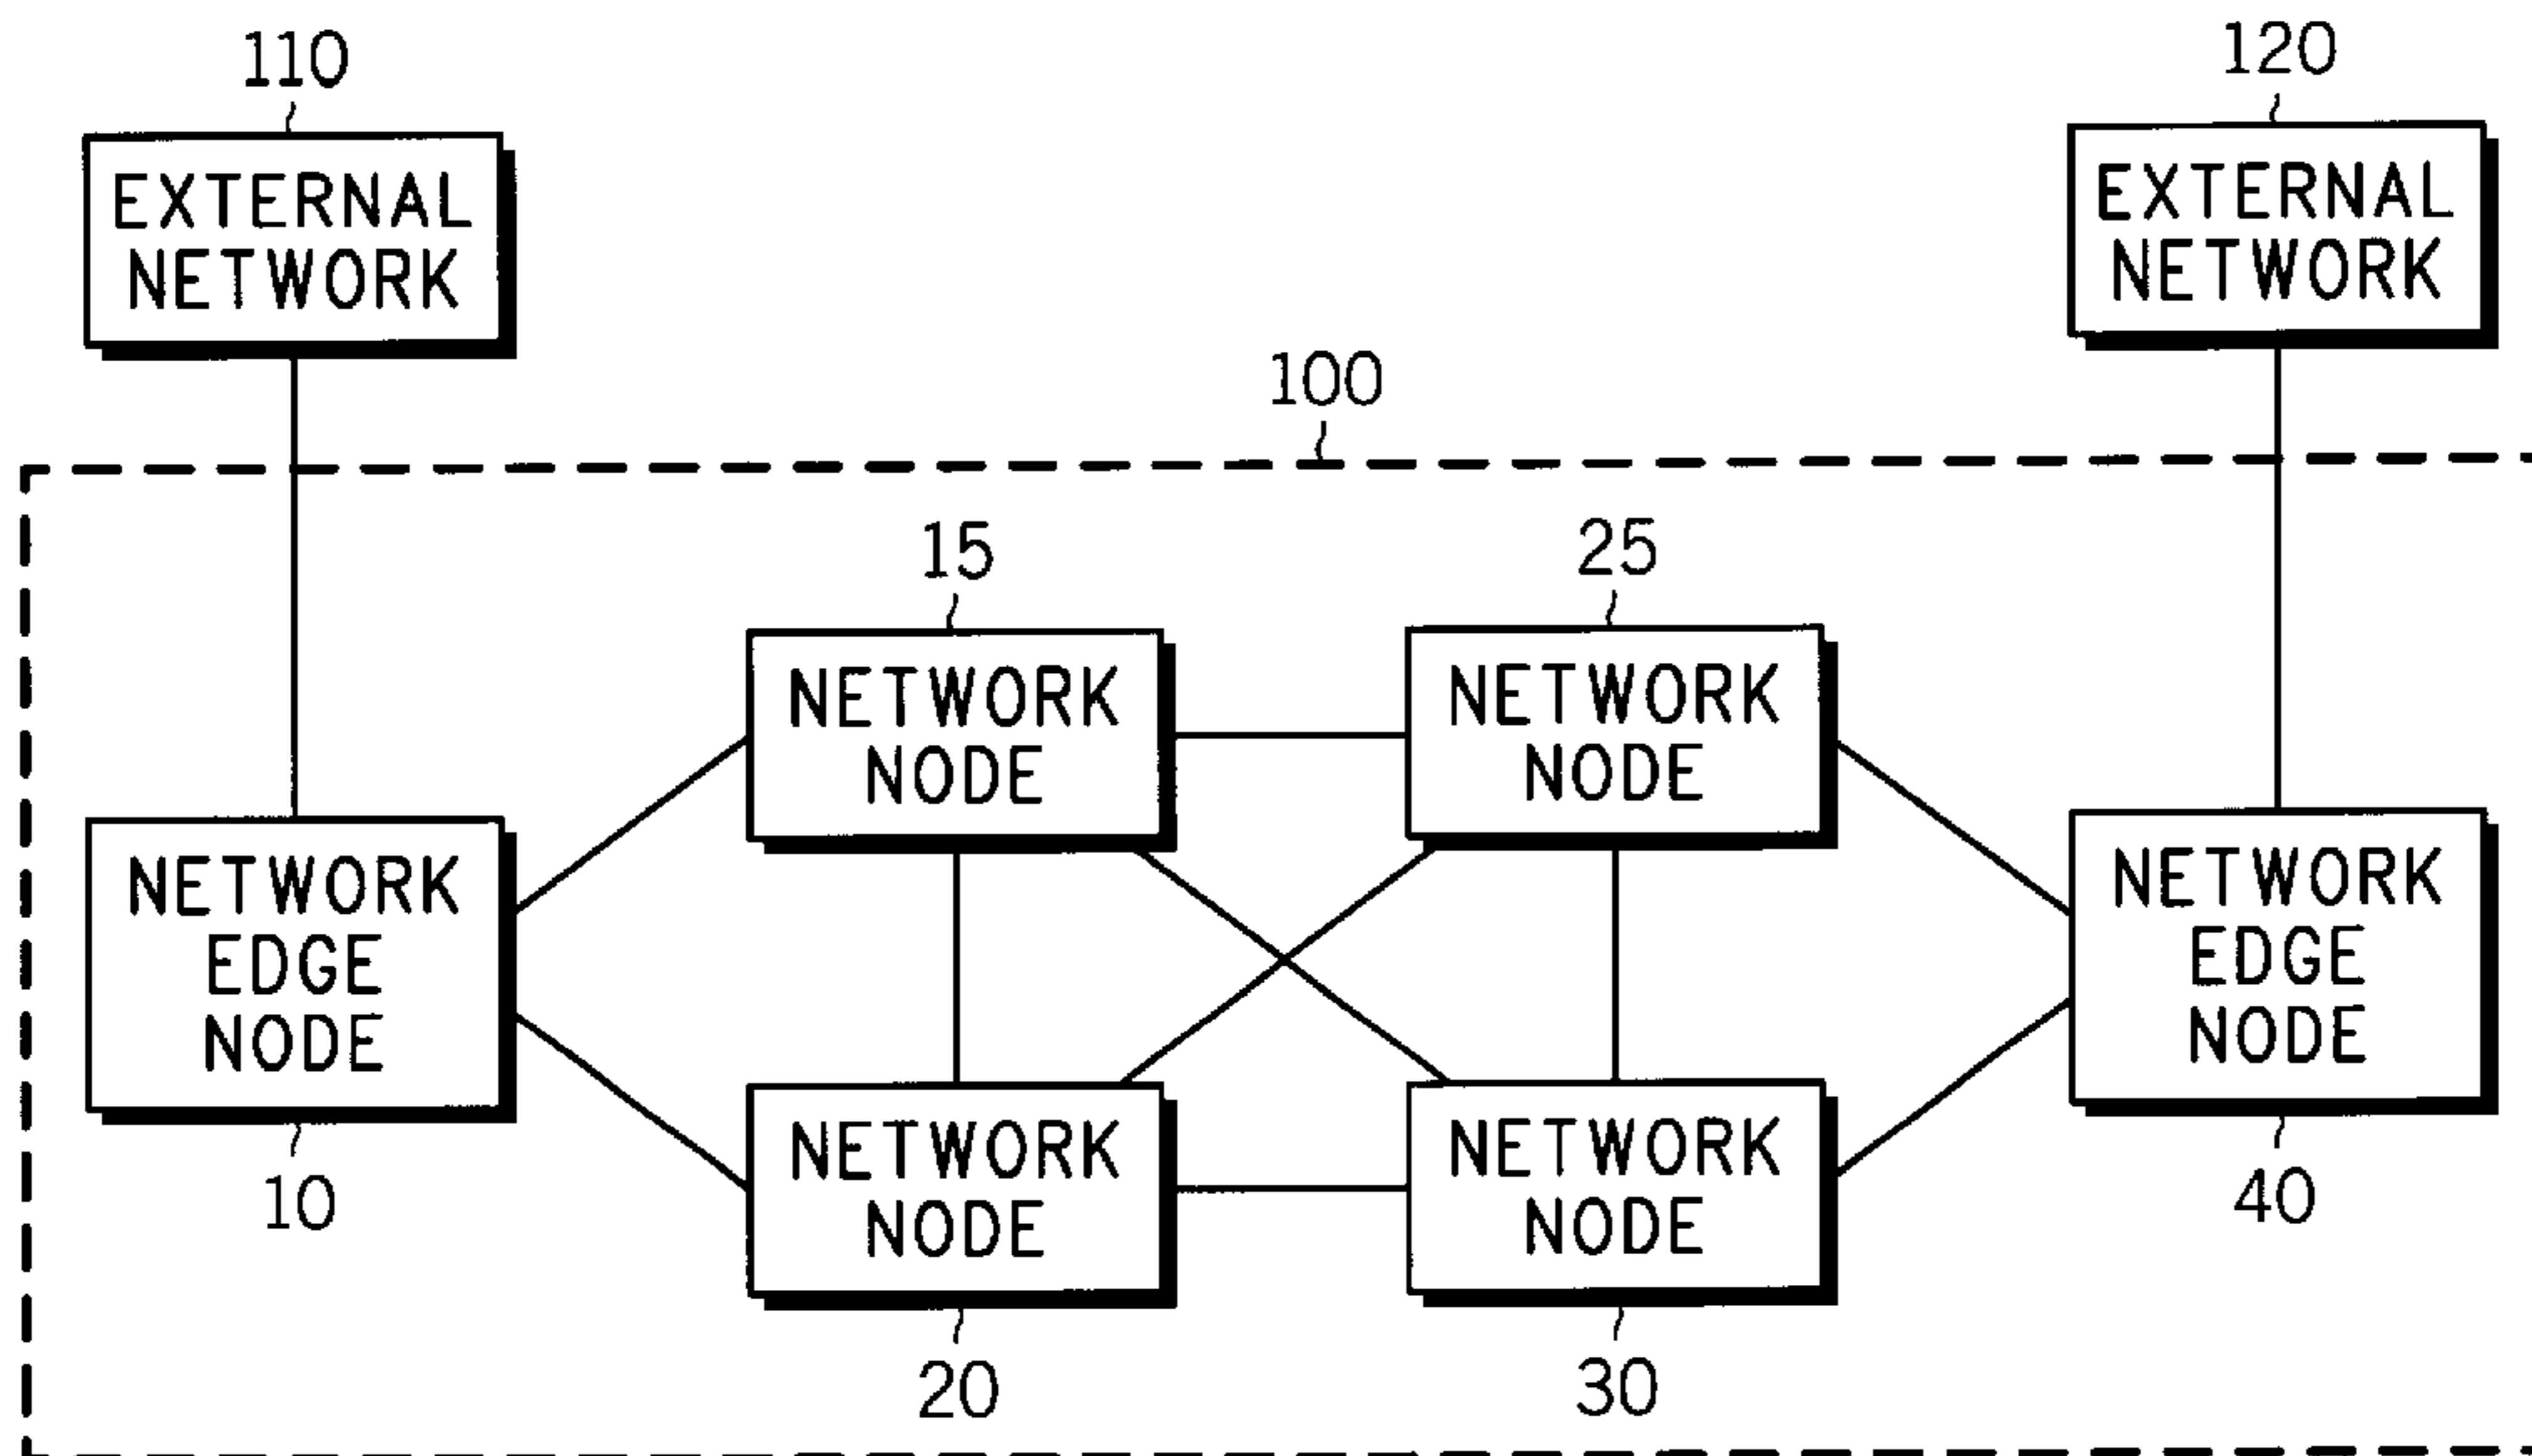 110
120
EXTERNAL
NETWORK
EXTERNAL
NETWORK
100
15
25
NETWORK
NODE
NETWORK
NODE
NETWORK
EDGE
NODE
NETWORK
EDGE
NODE
10
40
NETWORK
NODE
NETWORK
NODE
20
30